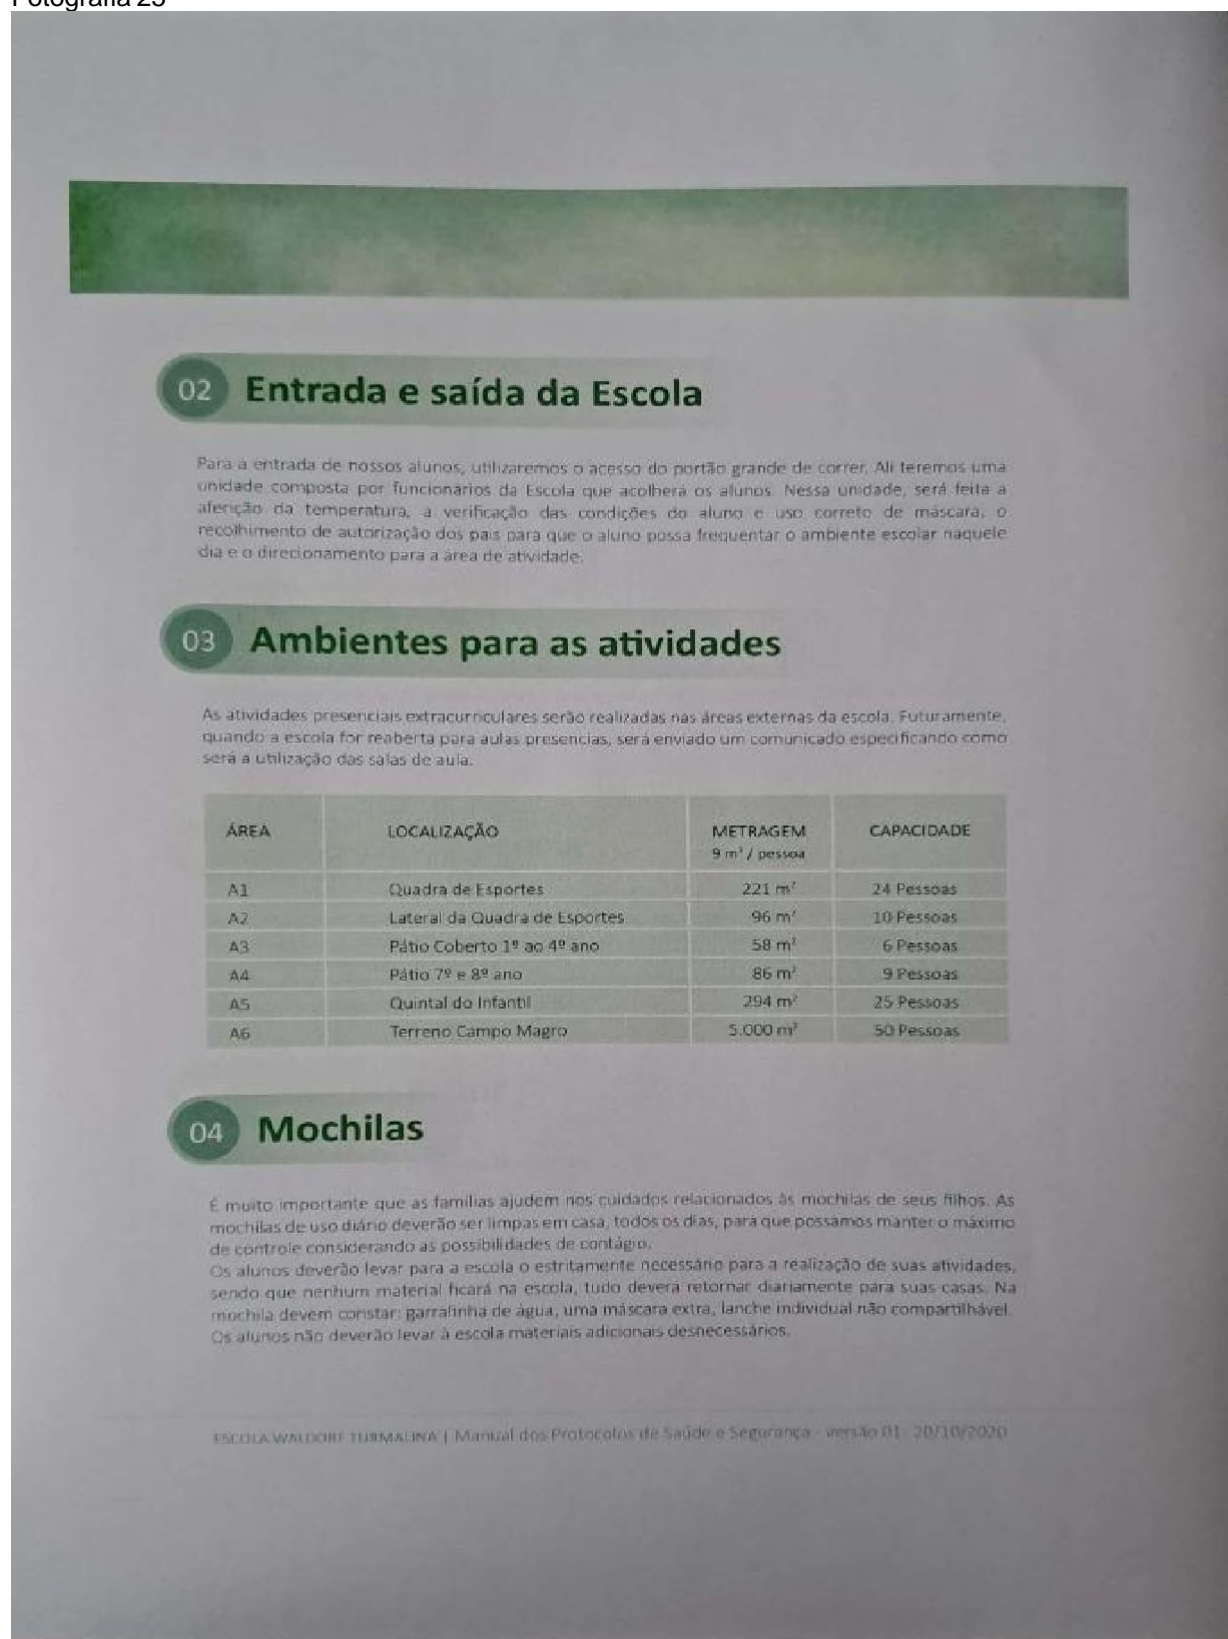 Fotografia 25
02 Entrada e saída da Escola
Para a entrada de nossos alunos, utilizaremos o acesso do portão grande de correr. Ali teremos uma
unidade composta por funcionários da Escola que acolherá os alunos. Nessa unidade, será feita a
aferição da temperatura, a verificação das condições do aluno e uso correto de máscara, o
recolhimento de autorização dos pais para que o aluno possa frequentar o ambiente escolar naquele
dia e o direcionamento para a área de atividade.
03 Ambientes para as atividades
As atividades presenciais extracurriculares serão realizadas nas áreas externas da escola. Futuramente,
quando a escola for reaberta para aulas presencias, será enviado um comunicado especificando como
será a utilização das salas de aula.
ÁREA LOCALIZAÇÃO METRAGEM CAPACIDADE
9 m² / pessoa
A1 Quadra de Esportes 221 m² 24 Pessoas
A2 Lateral da Quadra de Esportes 96 m² 10 Pessoas
A3 Pátio Coberto 1º ao 4º ano 58 m² 6 Pessoas
A4 Pátio 7º e 8º ano 86 m² 9 Pessoas
A5 Quintal do Infantil 294 m² 25 Pessoas
A6 Terreno Campo Magro 5.000 m² 50 Pessoas
04 Mochilas
É muito importante que as famílias ajudem nos cuidados relacionados às mochilas de seus filhos. As
mochilas de uso diário deverão ser limpas em casa, todos os dias, para que possamos manter o máximo
de controle considerando as possibilidades de contágio.
Os alunos deverão levar para a escola o estritamente necessário para a realização de suas atividades,
sendo que nenhum material ficará na escola, tudo deverá retornar diariamente para suas casas. Na
mochila devem constar: garrafinha de água, uma máscara extra, lanche individual não compartilhável.
Os alunos não deverão levar à escola materiais adicionais desnecessários.
ESCOLA WALDORF TURMALINA | Manual dos Protocolos de Saúde e Segurança - versão 01 - 20/10/2020